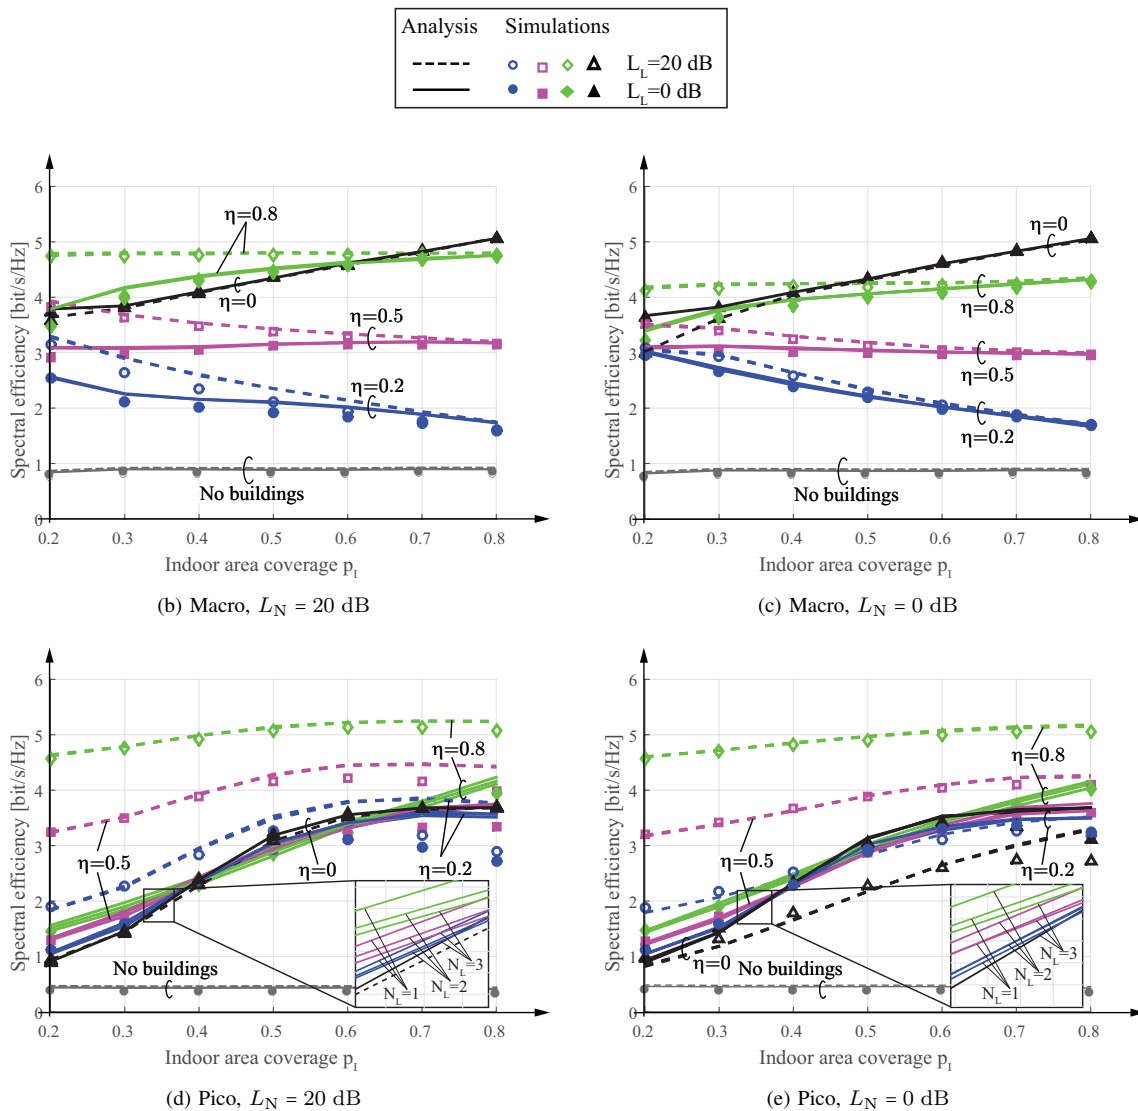 Analysis Simulations
L_L=20 dB
L_L=0 dB
Spectral efficiency [bit/s/Hz]
6
5
4
3
2
1
0
η=0.8
η=0
η=0.5
η=0.2
No buildings
0.2 0.3 0.4 0.5 0.6 0.7 0.8
Indoor area coverage p_I
(b) Macro, L_N = 20 dB
Spectral efficiency [bit/s/Hz]
6
5
4
3
2
1
0
η=0
η=0.8
η=0.5
η=0.2
No buildings
0.2 0.3 0.4 0.5 0.6 0.7 0.8
Indoor area coverage p_I
(c) Macro, L_N = 0 dB
Spectral efficiency [bit/s/Hz]
6
5
4
3
2
1
0
η=0.8
η=0.5
η=0
η=0.2
No buildings
N_L=3
N_L=2
N_L=1
0.2 0.3 0.4 0.5 0.6 0.7 0.8
Indoor area coverage p_I
(d) Pico, L_N = 20 dB
Spectral efficiency [bit/s/Hz]
6
5
4
3
2
1
0
η=0.8
η=0.5
η=0.2
η=0
No buildings
N_L=3
N_L=2
N_L=1
0.2 0.3 0.4 0.5 0.6 0.7 0.8
Indoor area coverage p_I
(e) Pico, L_N = 0 dB